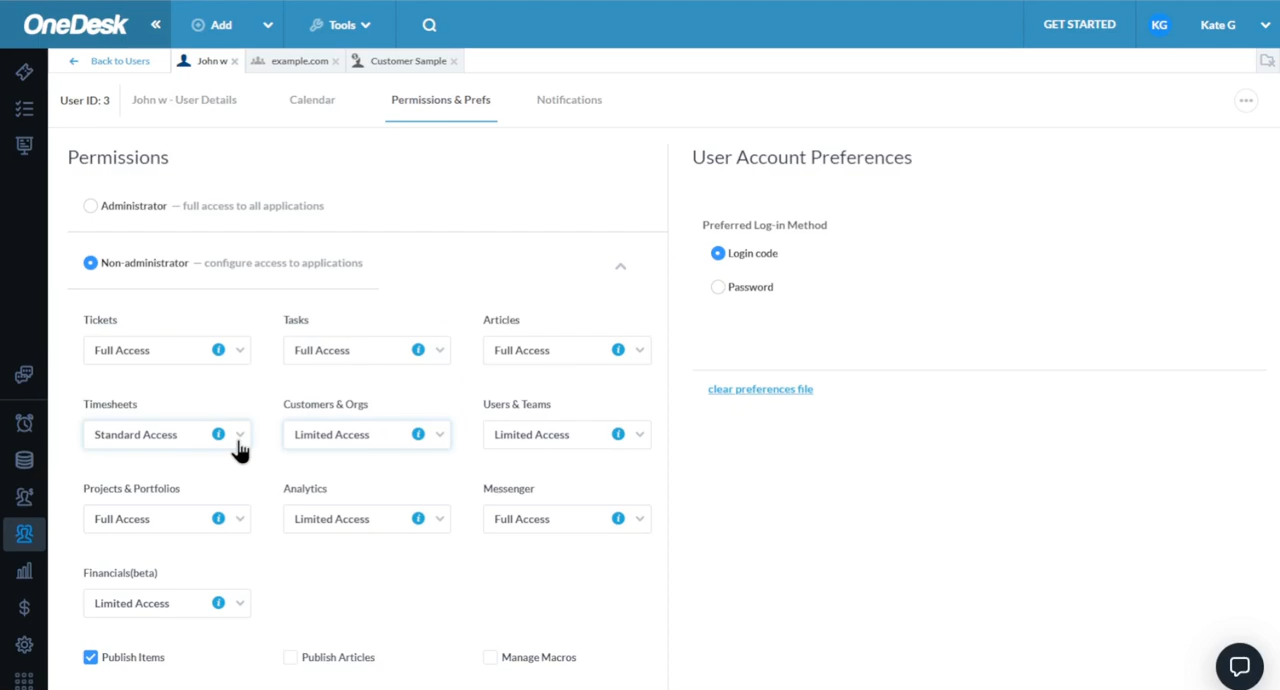 OneDesk « Add Tools GET STARTED KG Kate G
← Back to Users John w × example.com × Customer Sample ×
User ID: 3 John w - User Details Calendar Permissions & Prefs Notifications
Permissions
Administrator — full access to all applications
Non-administrator — configure access to applications
Tickets Tasks Articles
Full Access i Full Access i Full Access i
Timesheets Customers & Orgs Users & Teams
Standard Access i Limited Access i Limited Access i
Projects & Portfolios Analytics Messenger
Full Access i Limited Access i Full Access i
Financials(beta)
Limited Access i
Publish Items Publish Articles Manage Macros
User Account Preferences
Preferred Log-in Method
Login code
Password
clear preferences file